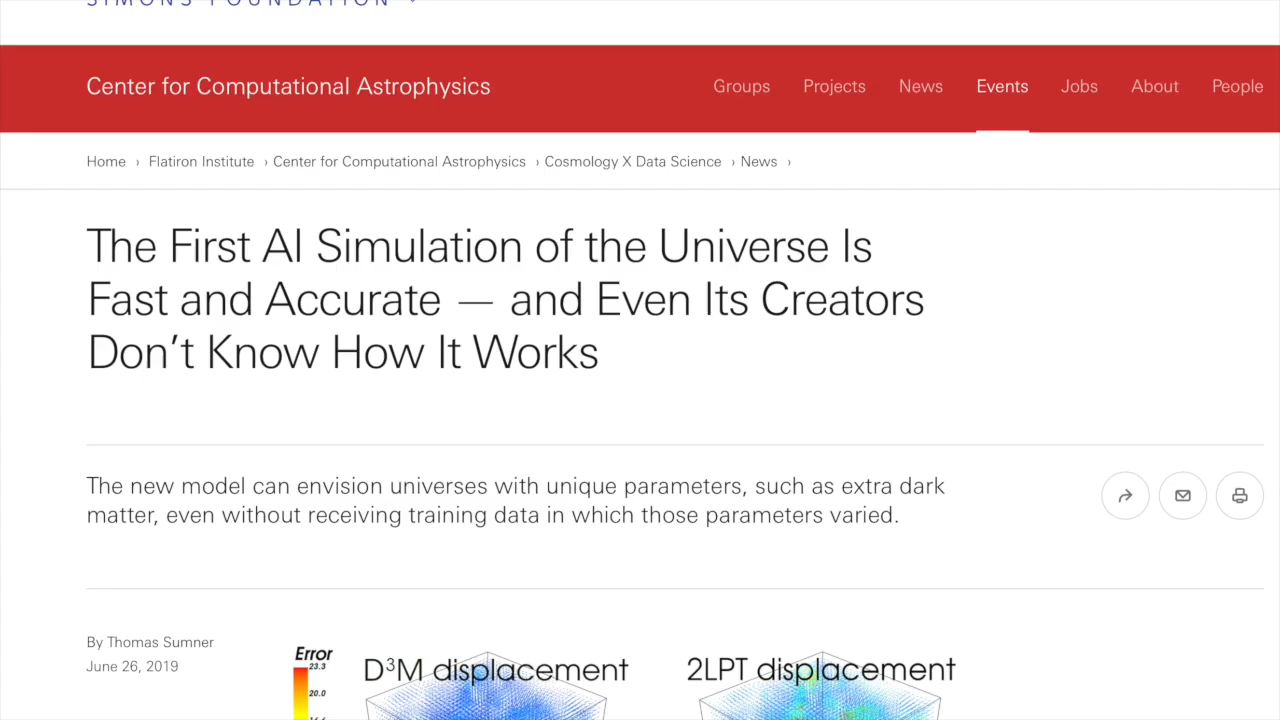 SIMONS FOUNDATION
Center for Computational Astrophysics
Groups Projects News Events Jobs About People
Home › Flatiron Institute › Center for Computational Astrophysics › Cosmology X Data Science › News ›
The First AI Simulation of the Universe Is
Fast and Accurate — and Even Its Creators
Don't Know How It Works
The new model can envision universes with unique parameters, such as extra dark
matter, even without receiving training data in which those parameters varied.
By Thomas Sumner
June 26, 2019
Error
23.3
20.0
D³M displacement
2LPT displacement